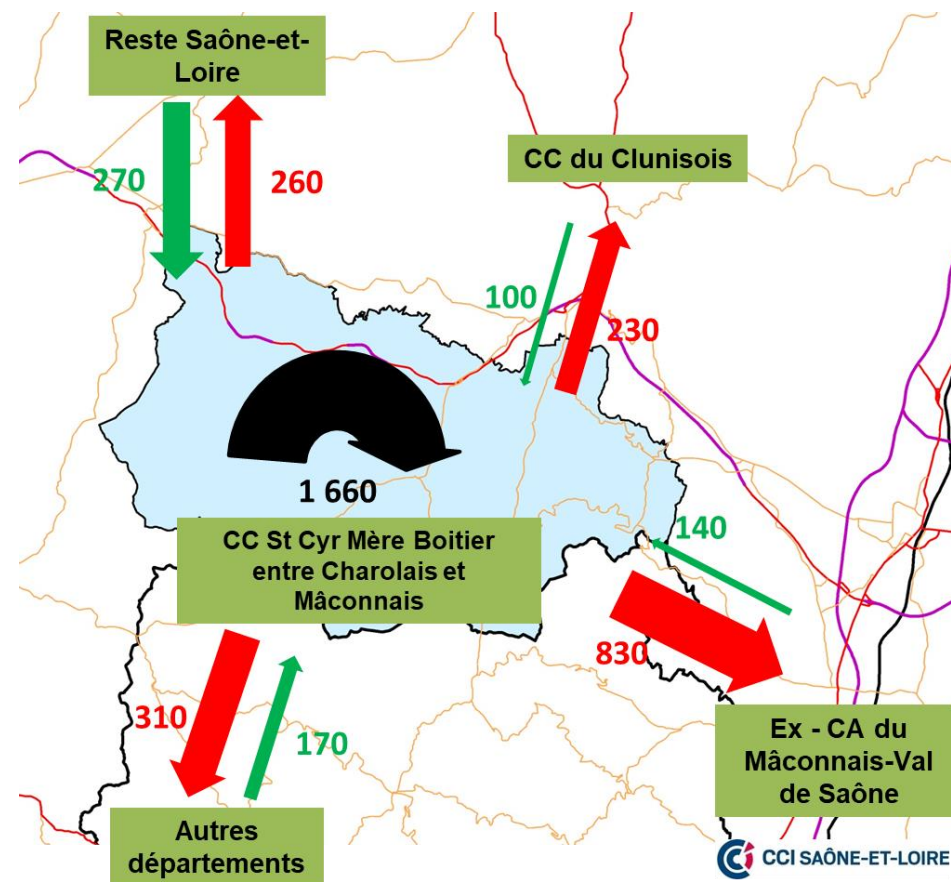 Reste Saône-et-
Loire
270
260
CC du Clunisois
100
230
1 660
CC St Cyr Mère Boitier
entre Charolais et
Mâconnais
140
830
310
170
Ex - CA du
Mâconnais-Val
de Saône
Autres
départements
CCI SAÔNE-ET-LOIRE